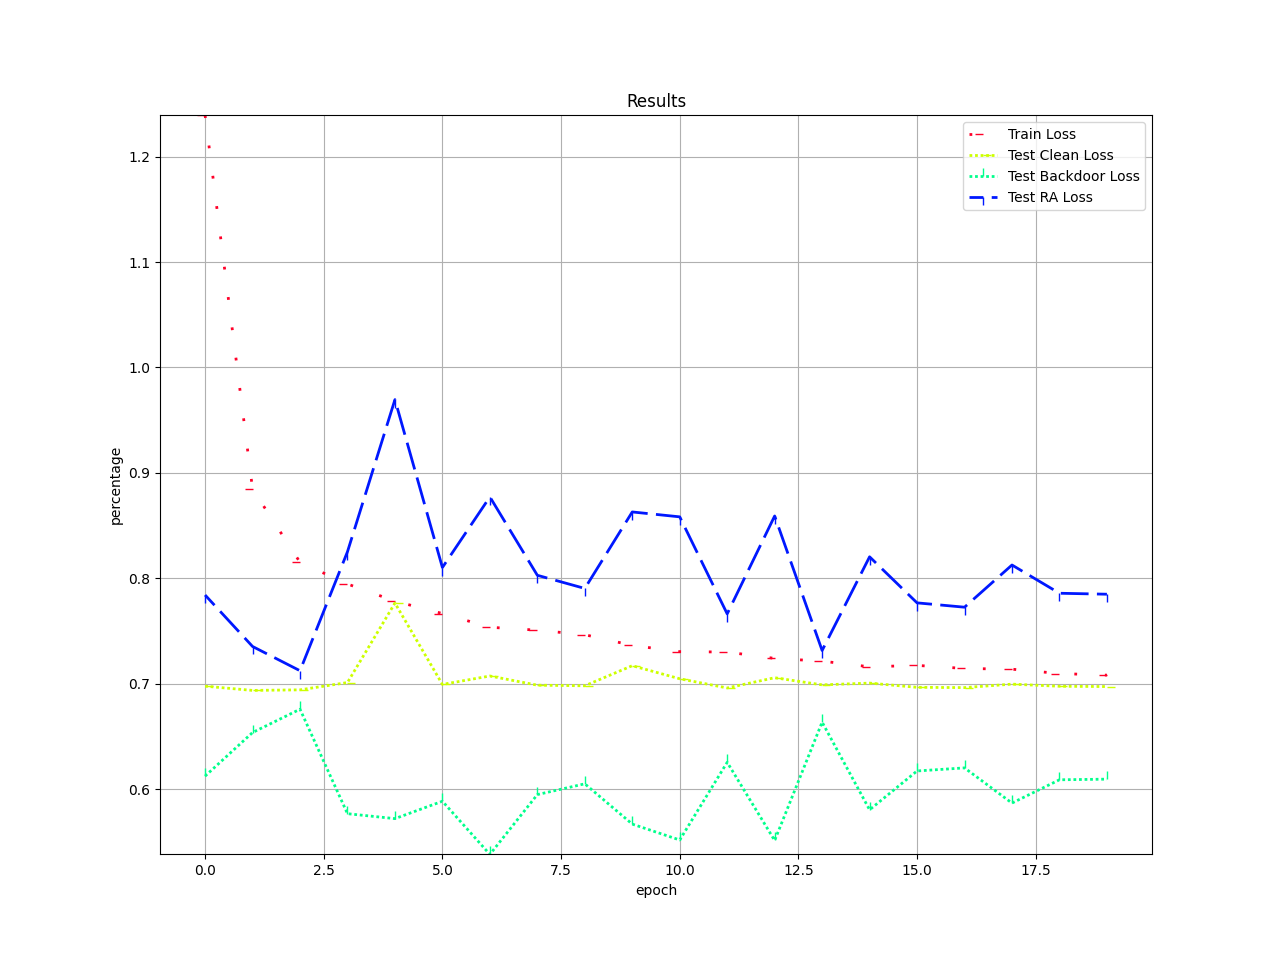 Results
Train Loss
Test Clean Loss
Test Backdoor Loss
Test RA Loss
1.2
1.1
1.0
0.9
0.8
0.7
0.6
percentage
0.0 2.5 5.0 7.5 10.0 12.5 15.0 17.5
epoch